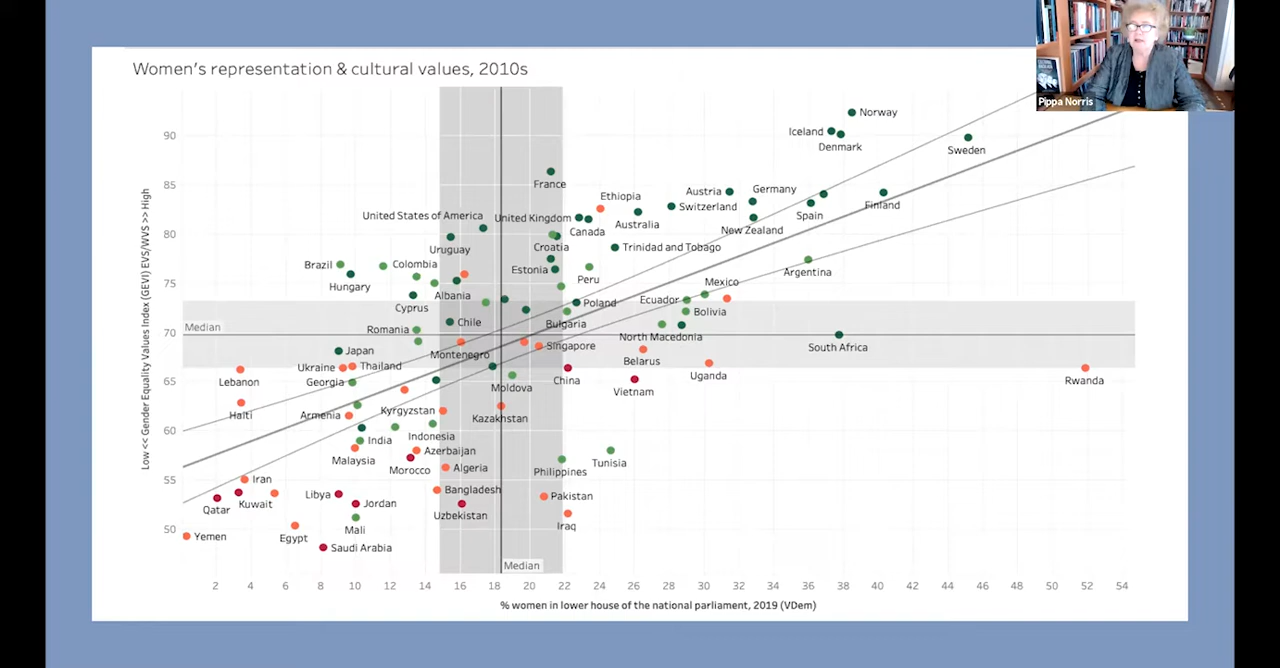 Pippa Norris
Women's representation & cultural values, 2010s
Low << Gender Equality Values Index (GEVI) EVS/WVS >> High
90
85
80
75
70
65
60
55
50
Norway
Iceland
Denmark
Sweden
France
Ethiopia
Austria
Germany
Switzerland
Finland
Spain
United States of America
United Kingdom
Canada
Australia
New Zealand
Uruguay
Croatia
Trinidad and Tobago
Brazil
Colombia
Estonia
Peru
Argentina
Hungary
Mexico
Albania
Cyprus
Poland
Ecuador
Bolivia
Chile
Bulgaria
Median
Romania
North Macedonia
South Africa
Japan
Montenegro
Singapore
Belarus
Ukraine
Thailand
Uganda
Lebanon
Georgia
Moldova
China
Vietnam
Rwanda
Haiti
Armenia
Kyrgyzstan
Kazakhstan
India
Indonesia
Malaysia
Azerbaijan
Morocco
Algeria
Philippines
Tunisia
Iran
Qatar
Kuwait
Libya
Jordan
Bangladesh
Pakistan
Uzbekistan
Mali
Iraq
Yemen
Egypt
Saudi Arabia
Median
2 4 6 8 10 12 14 16 18 20 22 24 26 28 30 32 34 36 38 40 42 44 46 48 50 52 54
% women in lower house of the national parliament, 2019 (VDem)